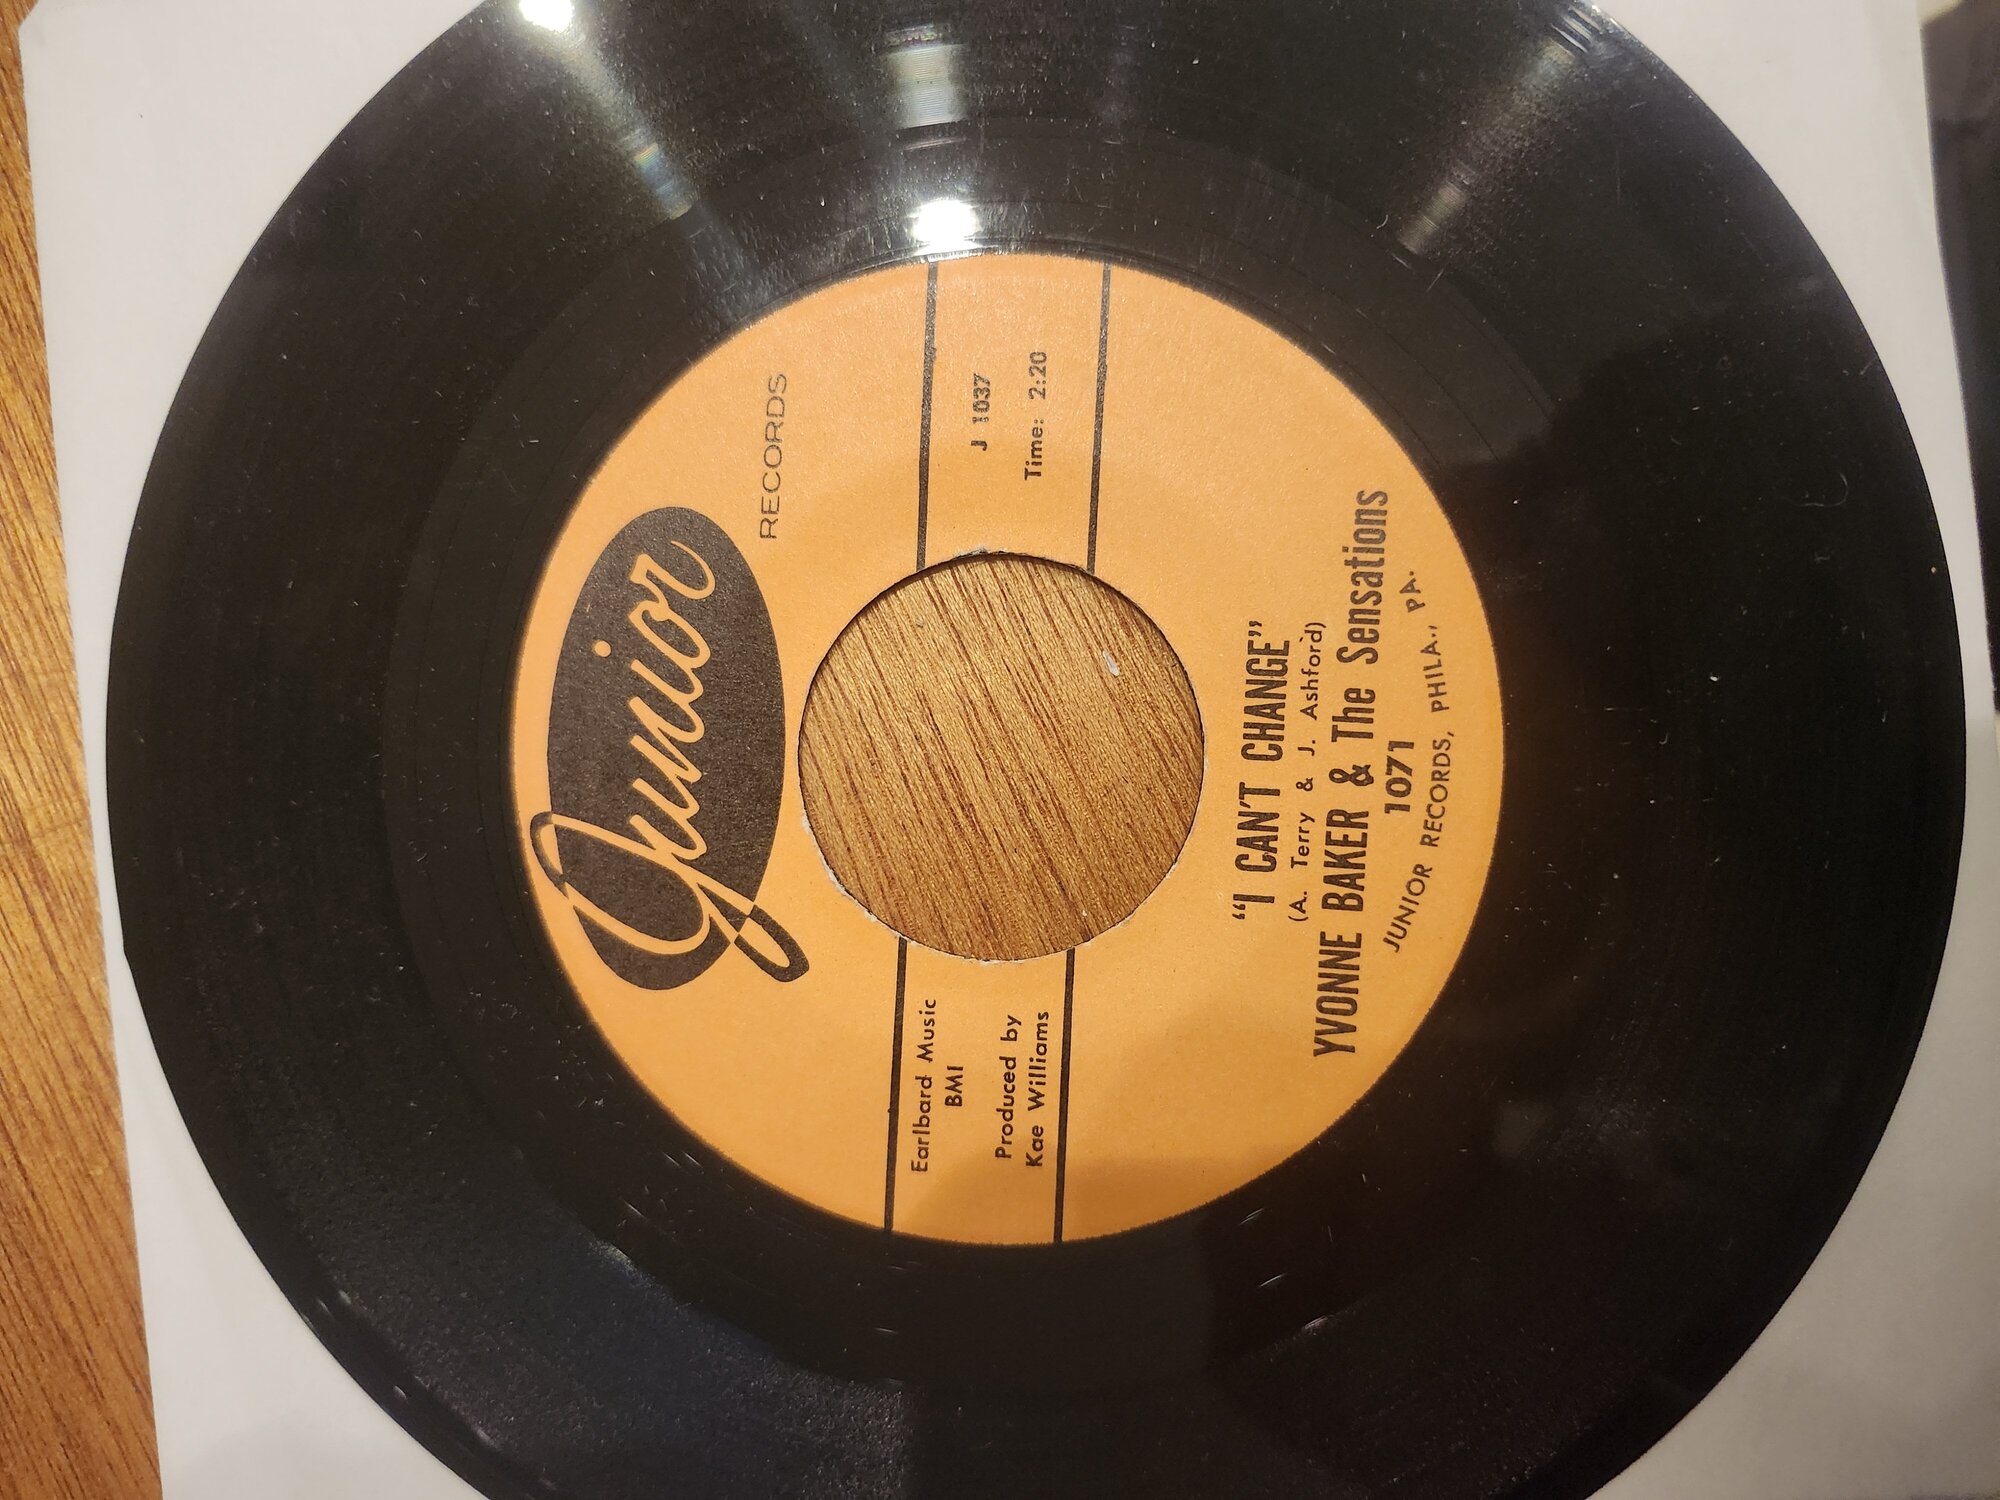 Junior
RECORDS
Earlbard Music
BMI
Produced by
Kae Williams
J 1037
Time: 2:20
“I CAN'T CHANGE”
(A. Terry & J. Ashford)
YVONNE BAKER & The Sensations
1071
JUNIOR RECORDS, PHILA., PA.